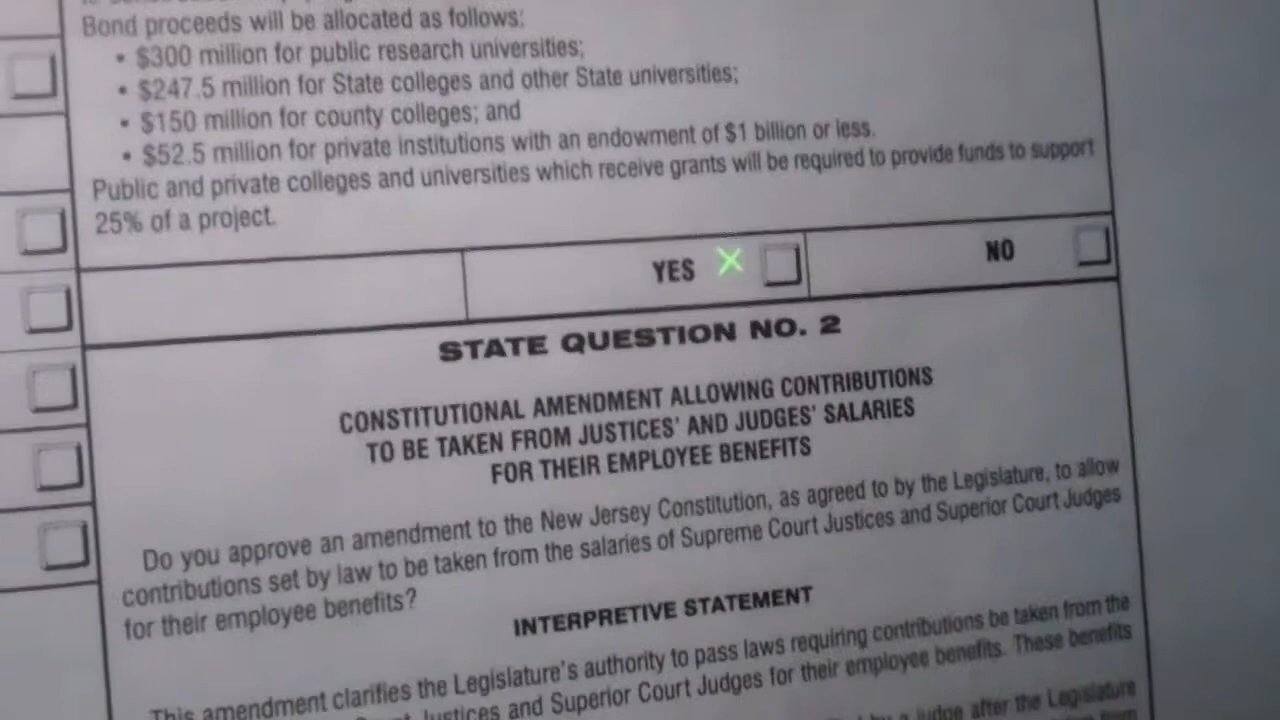 Bond proceeds will be allocated as follows:
• $300 million for public research universities;
• $247.5 million for State colleges and other State universities;
• $150 million for county colleges; and
• $52.5 million for private institutions with an endowment of $1 billion or less.
Public and private colleges and universities which receive grants will be required to provide funds to support
25% of a project.
YES X NO
STATE QUESTION NO. 2
CONSTITUTIONAL AMENDMENT ALLOWING CONTRIBUTIONS
TO BE TAKEN FROM JUSTICES' AND JUDGES' SALARIES
FOR THEIR EMPLOYEE BENEFITS
Do you approve an amendment to the New Jersey Constitution, as agreed to by the Legislature, to allow
contributions set by law to be taken from the salaries of Supreme Court Justices and Superior Court Judges
for their employee benefits?
INTERPRETIVE STATEMENT
This amendment clarifies the Legislature's authority to pass laws requiring contributions be taken from the
Justices and Superior Court Judges for their employee benefits. These benefits
by a judge after the Legislature